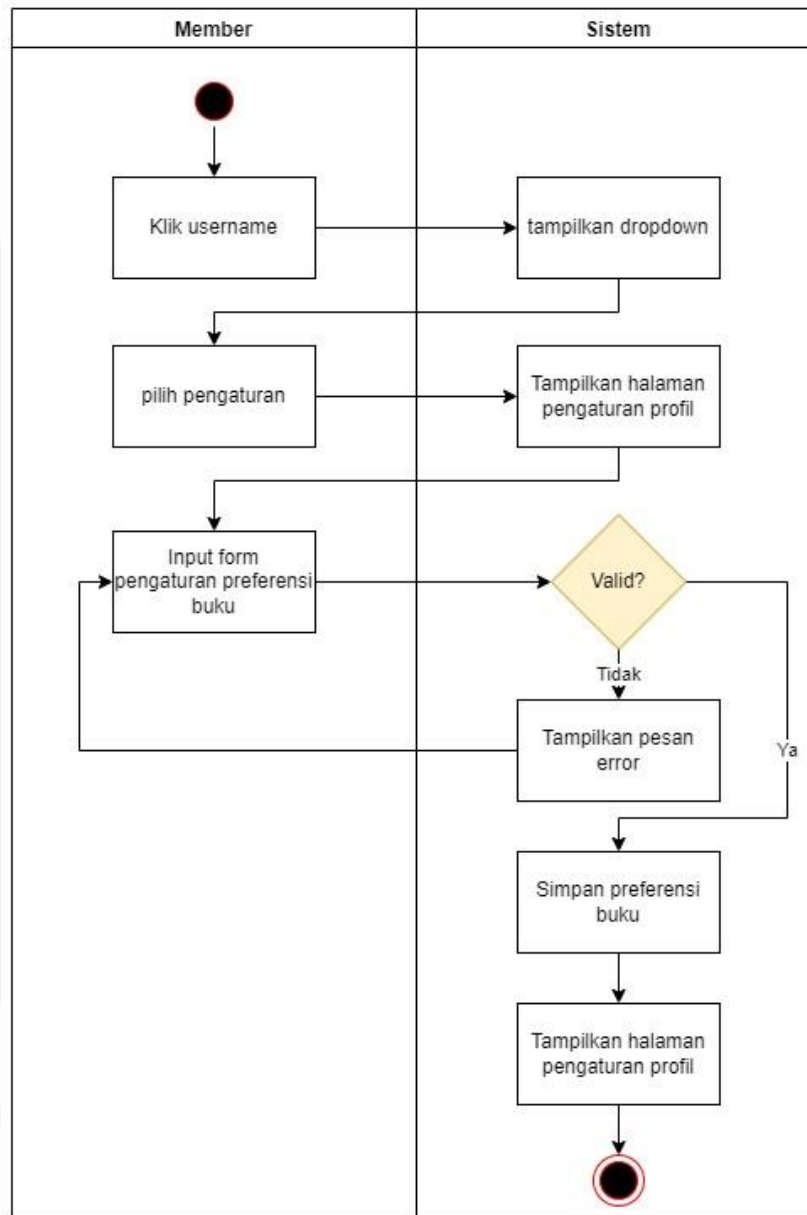 Member
Sistem
Klik username
tampilkan dropdown
pilih pengaturan
Tampilkan halaman
pengaturan profil
Input form
pengaturan preferensi
buku
Valid?
Tidak
Tampilkan pesan
error
Ya
Simpan preferensi
buku
Tampilkan halaman
pengaturan profil